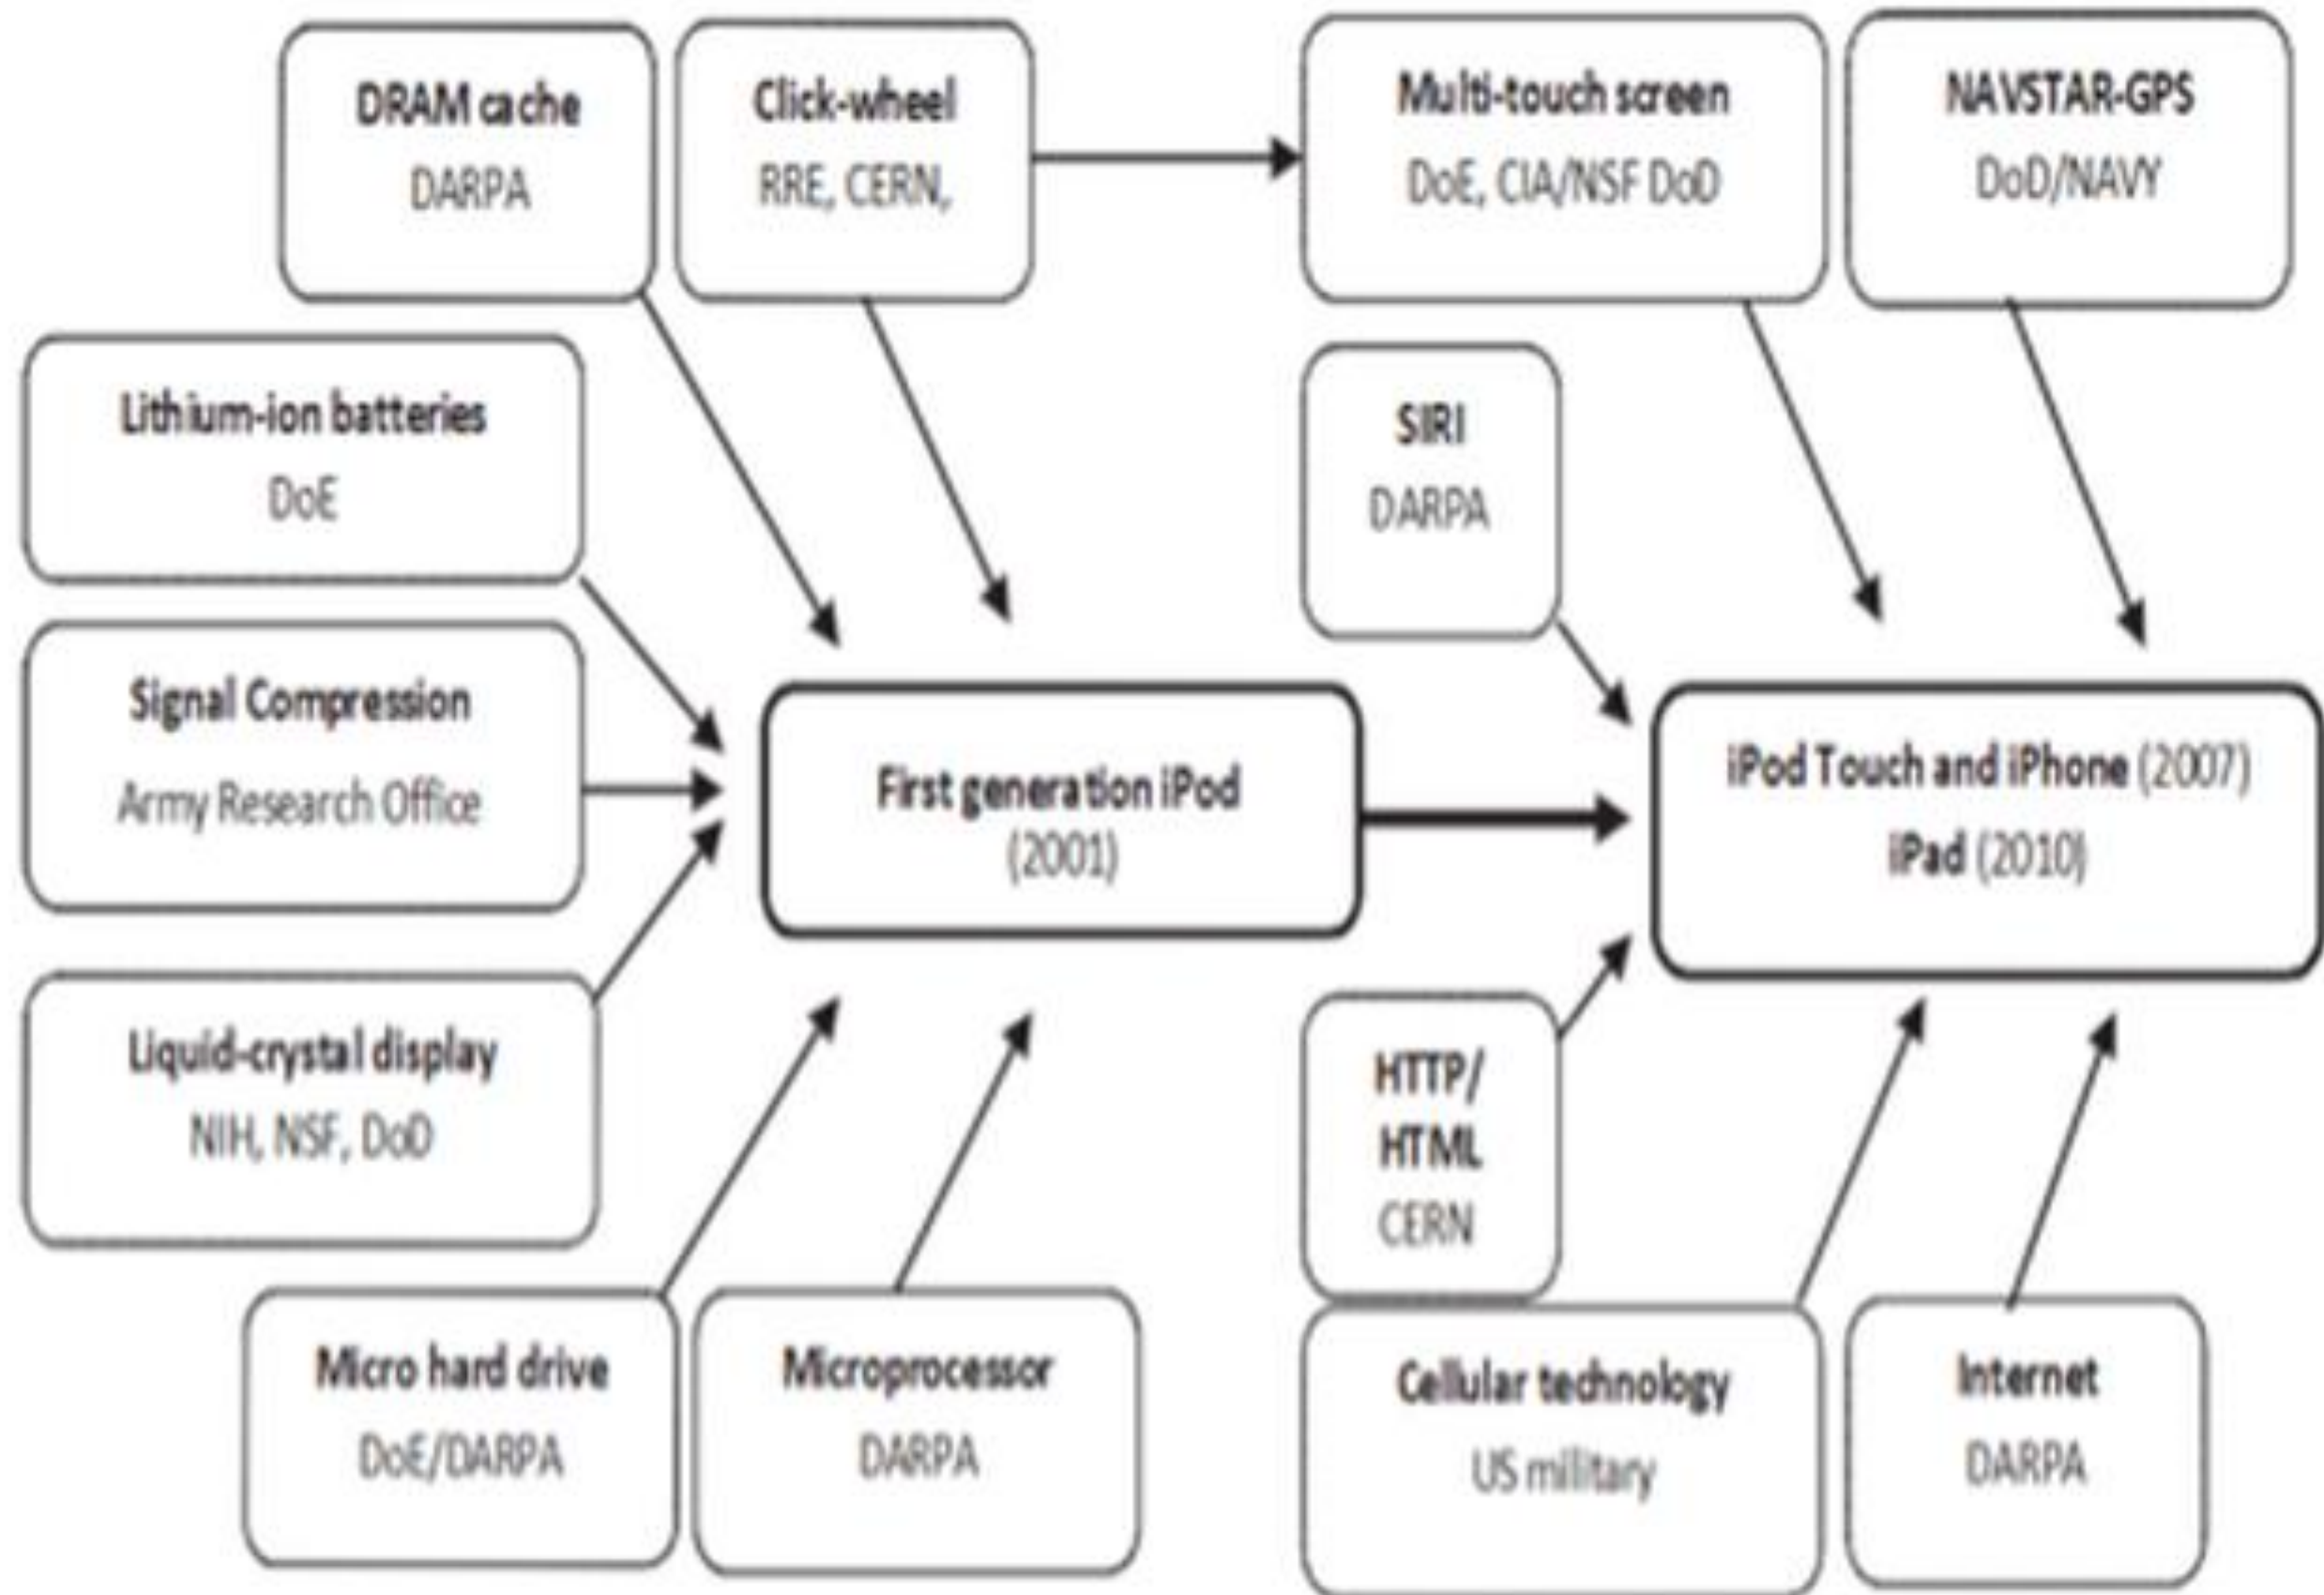 DRAM cache
DARPA
Click-wheel
RRE, CERN,
Multi-touch screen
DoE, CIA/NSF DoD
NAVSTAR-GPS
DoD/NAVY
Lithium-ion batteries
DoE
SIRI
DARPA
Signal Compression
Army Research Office
First generation iPod
(2001)
iPod Touch and iPhone (2007)
iPad (2010)
Liquid-crystal display
NIH, NSF, DoD
HTTP/
HTML
CERN
Micro hard drive
DoE/DARPA
Microprocessor
DARPA
Cellular technology
US military
Internet
DARPA